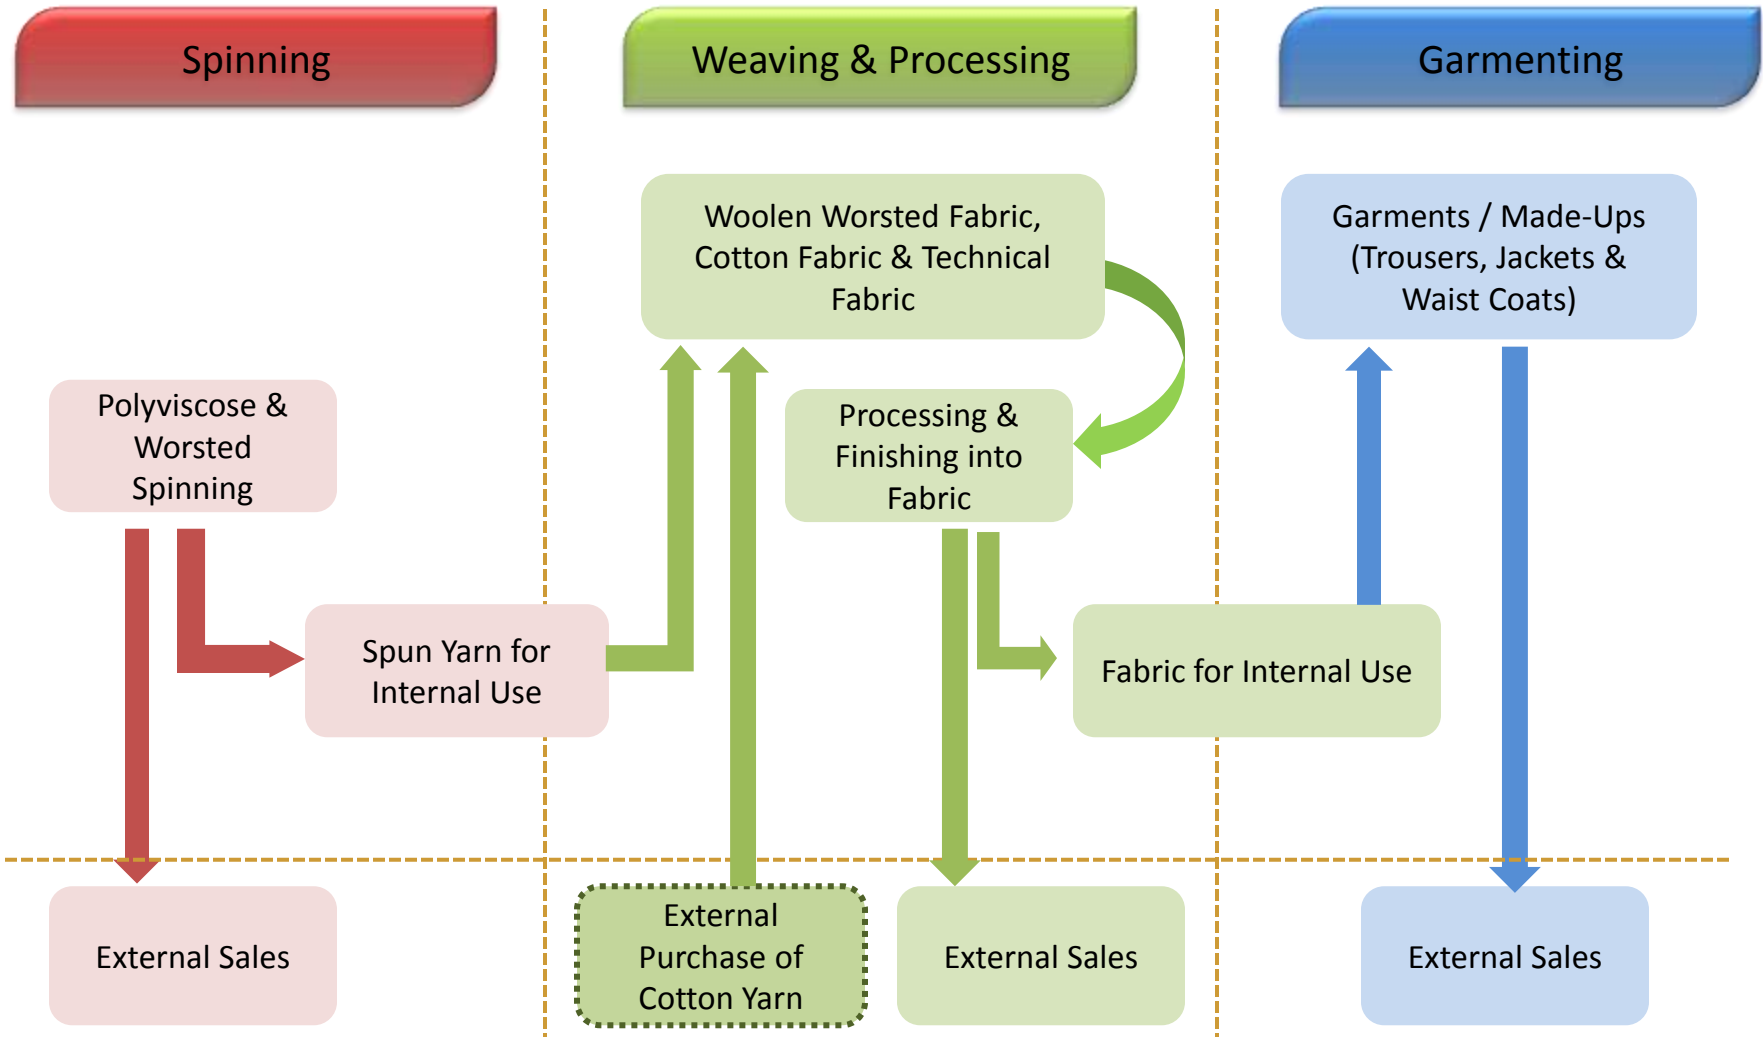 Spinning
Weaving & Processing
Garmenting
Woolen Worsted Fabric,
Cotton Fabric & Technical
Fabric
Garments / Made-Ups
(Trousers, Jackets &
Waist Coats)
Polyviscose &
Worsted
Spinning
Processing &
Finishing into
Fabric
Spun Yarn for
Internal Use
Fabric for Internal Use
External Sales
External
Purchase of
Cotton Yarn
External Sales
External Sales